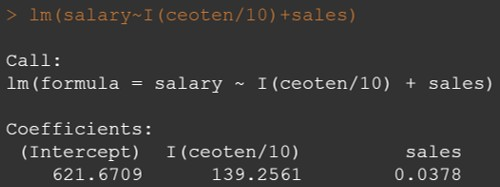 > lm(salary~I(ceoten/10)+sales)
Call:
lm(formula = salary ~ I(ceoten/10) + sales)
Coefficients:
(Intercept) I(ceoten/10) sales
621.6709 139.2561 0.0378